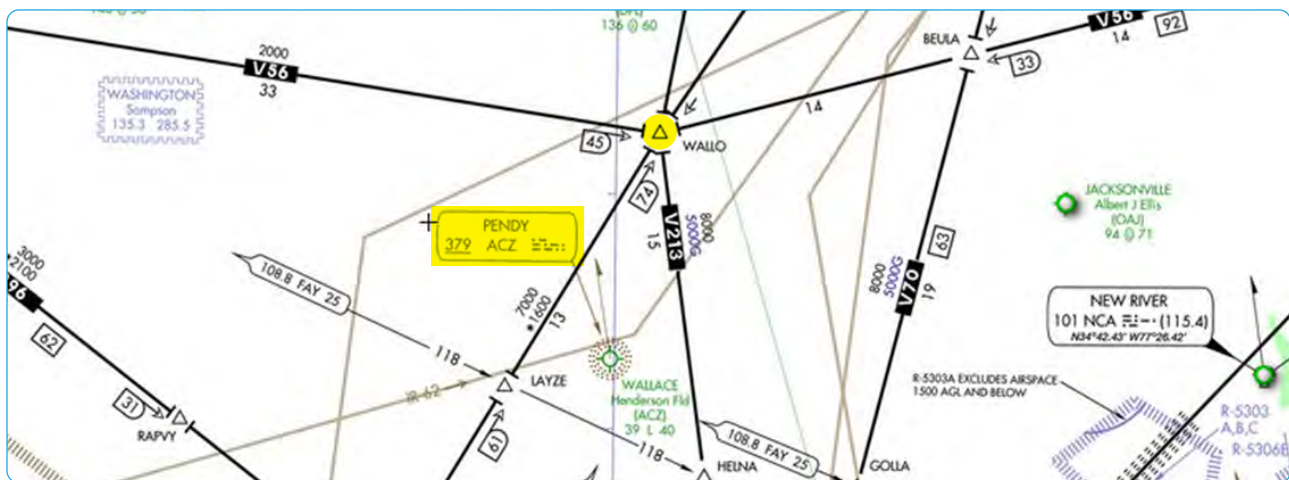 136 60
2000
V56
33
WASHINGTON
Sampson
135.3 285.5
45
WALLO
14
BEULA
33
V56
14
92
74
V213
15
8000
5000G
PENDY
379 ACZ
108.8 FAY 25
118
7000
*1600
13
3000
*2100
96
62
31
RAPVY
IR-62
LAYZE
61
WALLACE
Henderson Fld
(ACZ)
39 L 40
118
108.8 FAY 25
HELNA
GOLLA
8000
5000G
V70
19
63
JACKSONVILLE
Albert J Ellis
(OAJ)
94 71
NEW RIVER
101 NCA (115.4)
N34°42.43' W77°26.42'
R-5303A EXCLUDES AIRSPACE
1500 AGL AND BELOW
R-5303
A,B,C
R-5306B